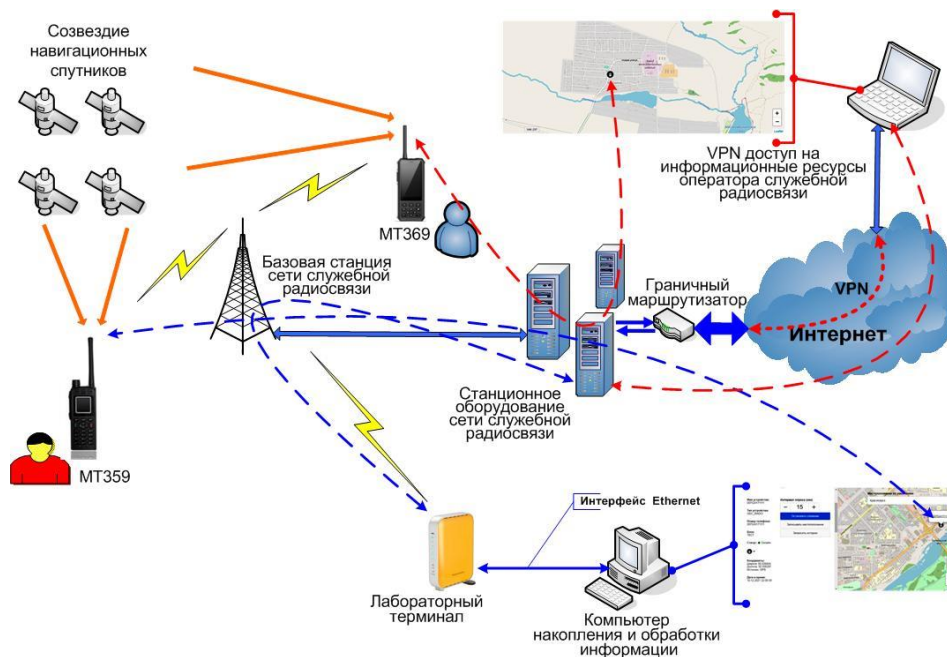 Созвездие
навигационных
спутников
МТ369
VPN доступ на
информационные ресурсы
оператора служебной
радиосвязи
Базовая станция
сети служебной
радиосвязи
Граничный
маршрутизатор
VPN
Интернет
Станционное
оборудование
сети служебной
радиосвязи
МТ359
Интерфейс Ethernet
15
Лабораторный
терминал
Компьютер
накопления и обработки
информации